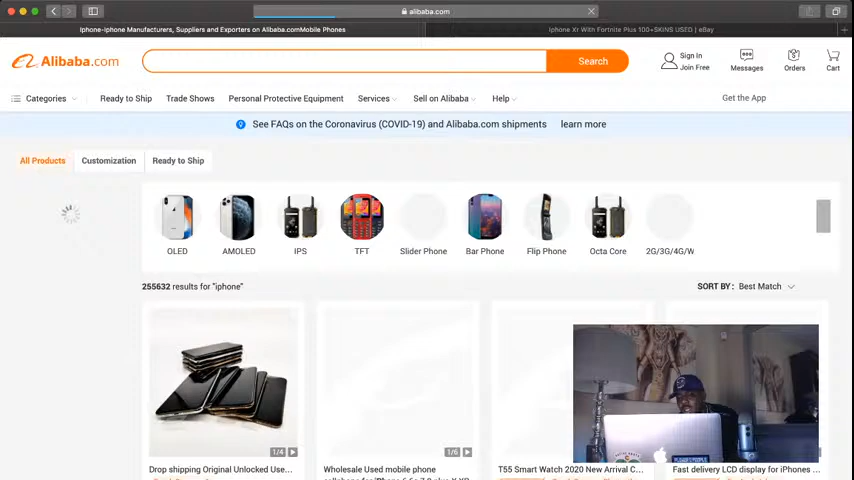 alibaba.com
Iphone-Iphone Manufacturers, Suppliers and Exporters on Alibaba.comMobile Phones
Iphone Xr With Fortnite Plus 100+SKINS USED | eBay
Alibaba.com
Search
Sign In
Join Free
Messages
Orders
Cart
Categories
Ready to Ship
Trade Shows
Personal Protective Equipment
Services
Sell on Alibaba
Help
Get the App
See FAQs on the Coronavirus (COVID-19) and Alibaba.com shipments learn more
All Products
Customization
Ready to Ship
OLED
AMOLED
IPS
TFT
Slider Phone
Bar Phone
Flip Phone
Octa Core
2G/3G/4G/W
255632 results for "iphone"
SORT BY: Best Match
1/4
1/6
Drop shipping Original Unlocked Use...
Wholesale Used mobile phone
T55 Smart Watch 2020 New Arrival C...
Fast delivery LCD display for iPhones ...